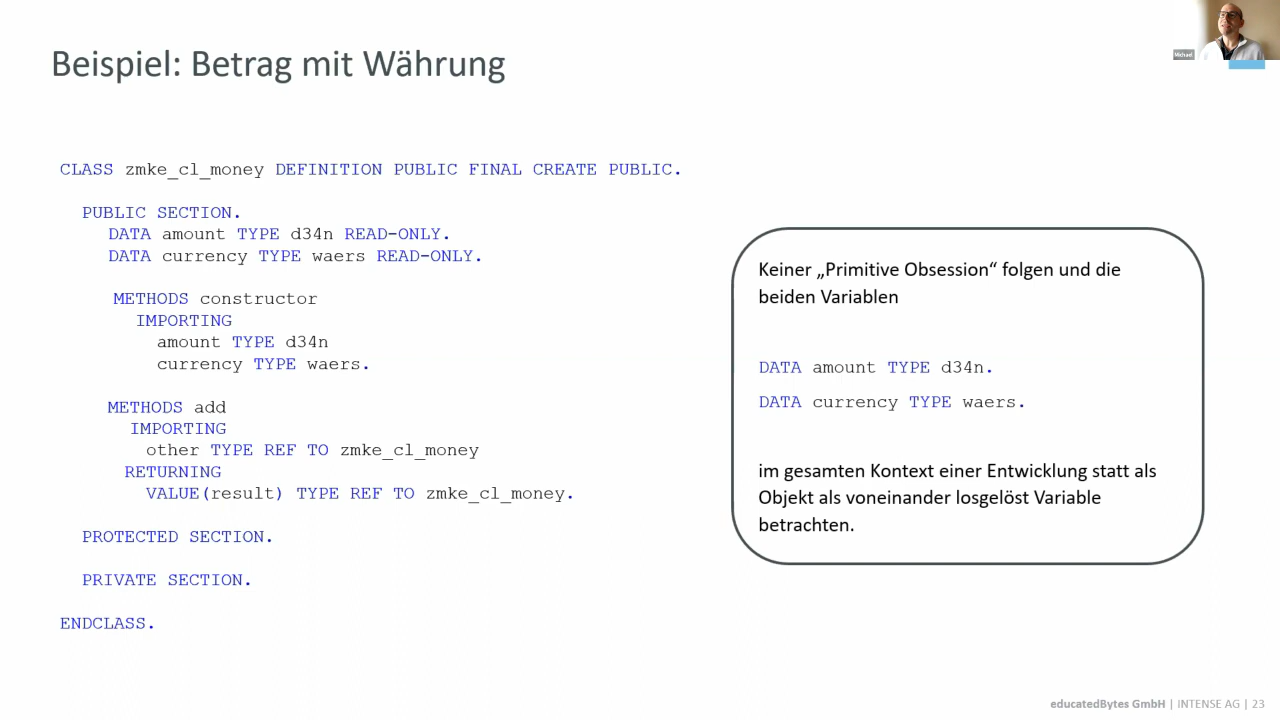 Beispiel: Betrag mit Währung
Michael
CLASS zmke_cl_money DEFINITION PUBLIC FINAL CREATE PUBLIC.
PUBLIC SECTION.
DATA amount TYPE d34n READ-ONLY.
DATA currency TYPE waers READ-ONLY.
METHODS constructor
IMPORTING
amount TYPE d34n
currency TYPE waers.
METHODS add
IMPORTING
other TYPE REF TO zmke_cl_money
RETURNING
VALUE(result) TYPE REF TO zmke_cl_money.
PROTECTED SECTION.
PRIVATE SECTION.
ENDCLASS.
Keiner „Primitive Obsession“ folgen und die
beiden Variablen
DATA amount TYPE d34n.
DATA currency TYPE waers.
im gesamten Kontext einer Entwicklung statt als
Objekt als voneinander losgelöst Variable
betrachten.
educatedBytes GmbH | INTENSE AG | 23